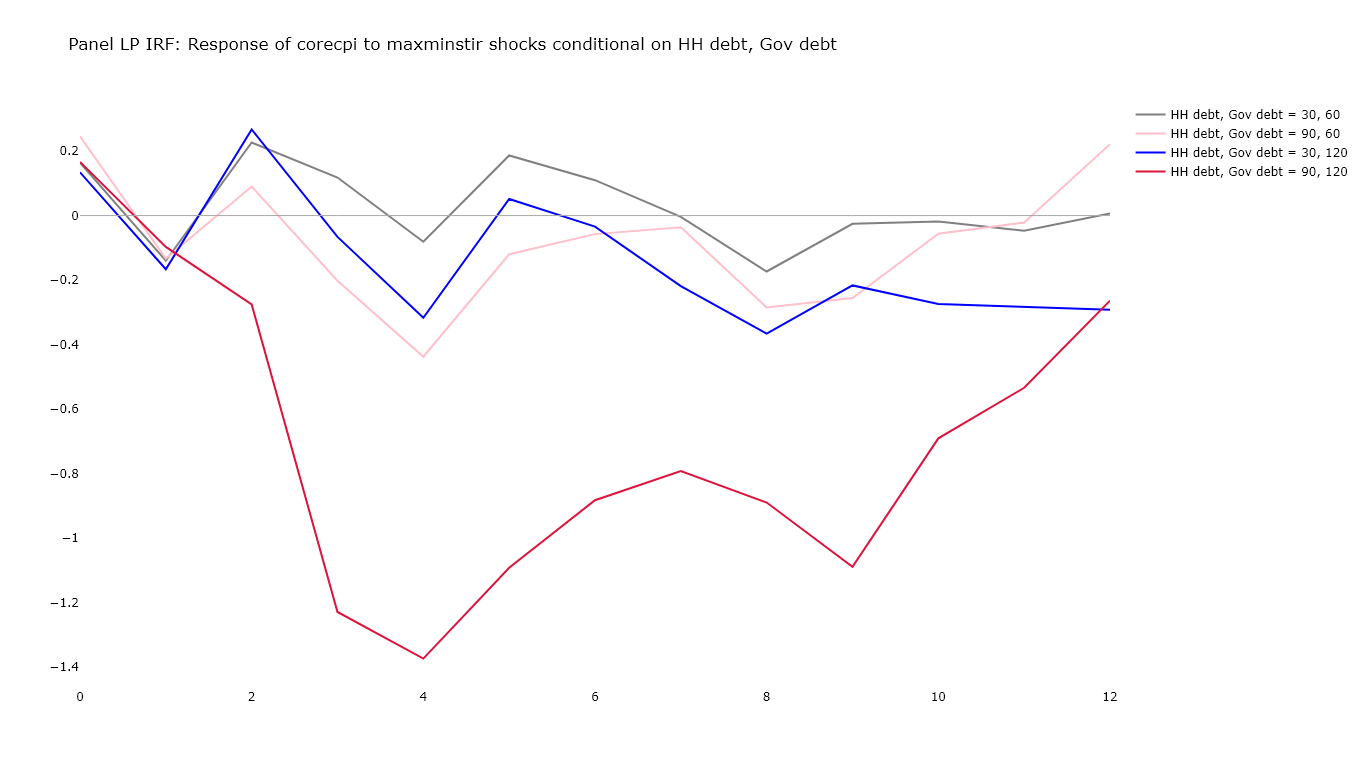 Panel LP IRF: Response of corecpi to maxminstir shocks conditional on HH debt, Gov debt
HH debt, Gov debt = 30, 60
HH debt, Gov debt = 90, 60
HH debt, Gov debt = 30, 120
HH debt, Gov debt = 90, 120
0.2
0
−0.2
−0.4
−0.6
−0.8
−1
−1.2
−1.4
0 2 4 6 8 10 12